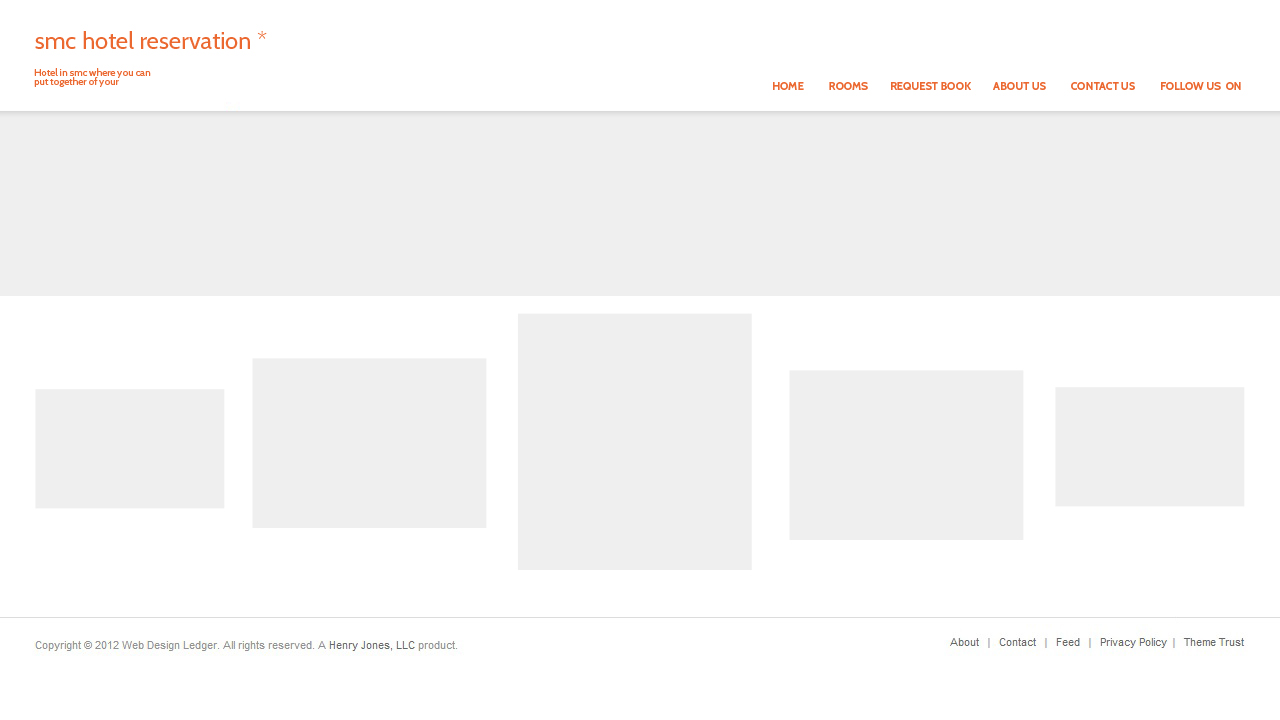 smc hotel reservation *
Hotel in smc where you can
put together of your
HOME ROOMS REQUEST BOOK ABOUT US CONTACT US FOLLOW US ON
Copyright © 2012 Web Design Ledger. All rights reserved. A Henry Jones, LLC product.
About | Contact | Feed | Privacy Policy | Theme Trust